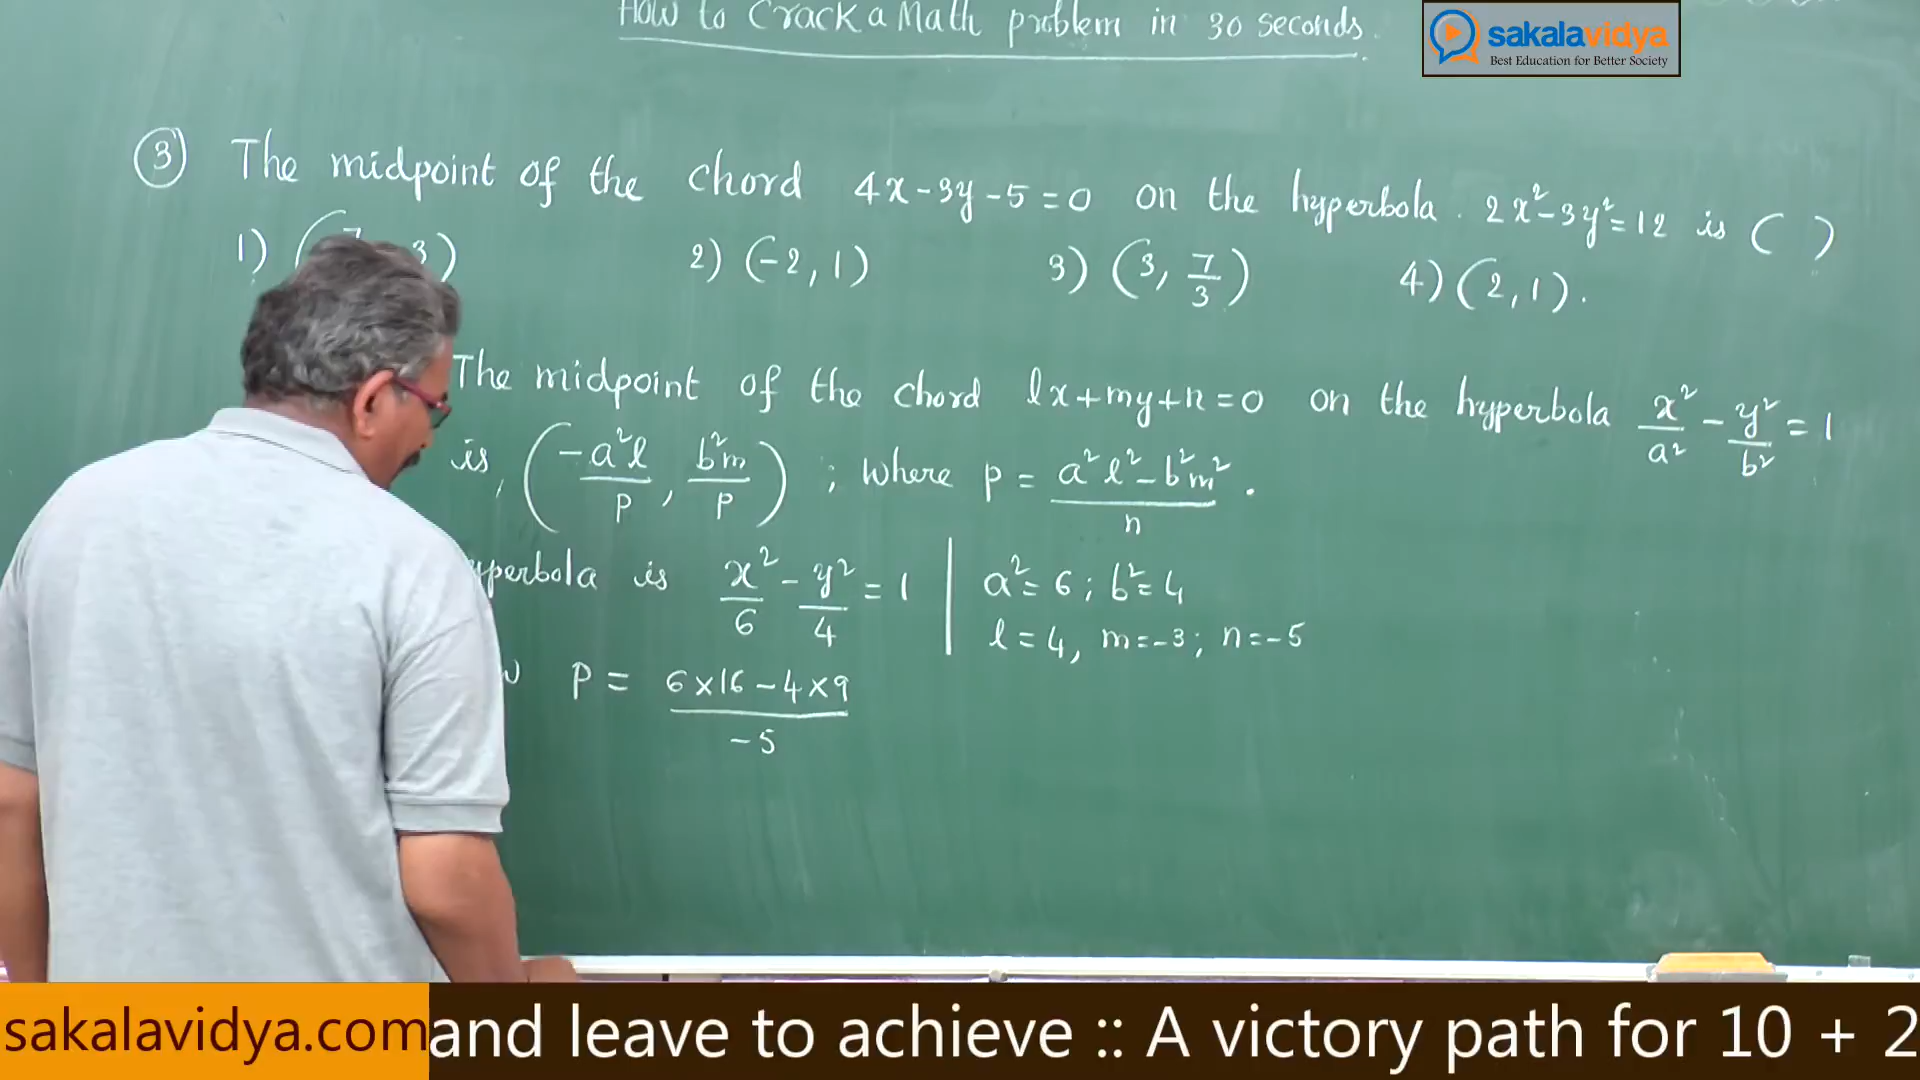 How to Crack a Math problem in 30 seconds.
sakalavidya
Best Education for Better Society
③ The midpoint of the chord 4x-3y-5=0 on the hyperbola. 2x²-3y²=12 is ( )
1) ( 3) 2) (-2, 1) 3) (3, 7/3) 4) (2, 1).
The midpoint of the chord lx+my+n=0 on the hyperbola x²/a² - y²/b² = 1
is, (-a²l/p, b²m/p) ; where p = a²l²-b²m²/n.
is x²/6 - y²/4 = 1 | a²=6; b²=4
l=4, m=-3; n=-5
P = 6×16-4×9/-5
sakalavidya.com and leave to achieve :: A victory path for 10 + 2